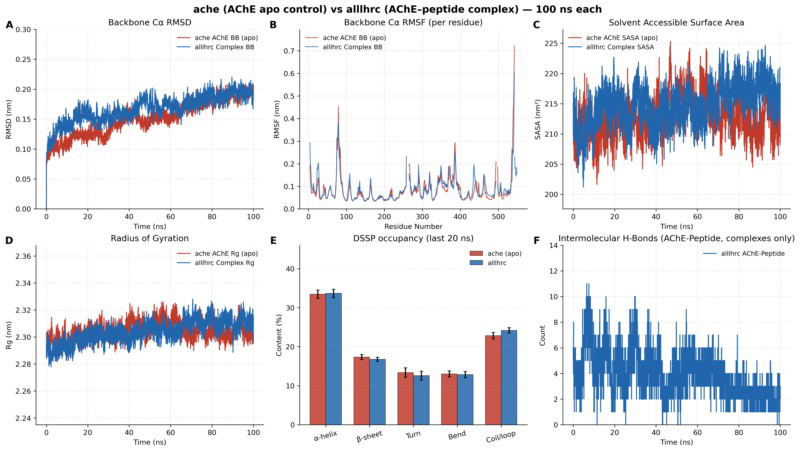 ache (AChE apo control) vs alllhrc (AChE–peptide complex) — 100 ns each
A
Backbone Cα RMSD
ache AChE BB (apo)
alllhrc Complex BB
0.30
0.25
0.20
0.15
0.10
0.05
0.00
RMSD (nm)
0
20
40
60
80
100
Time (ns)
B
Backbone Cα RMSF (per residue)
ache AChE BB (apo)
alllhrc Complex BB
0.7
0.6
0.5
0.4
0.3
0.2
0.1
0.0
RMSF (nm)
0
100
200
300
400
500
Residue Number
C
Solvent Accessible Surface Area
ache AChE SASA (apo)
alllhrc Complex SASA
225
220
215
210
205
200
SASA (nm²)
0
20
40
60
80
100
Time (ns)
D
Radius of Gyration
ache AChE Rg (apo)
alllhrc Complex Rg
2.36
2.34
2.32
2.30
2.28
2.26
2.24
Rg (nm)
0
20
40
60
80
100
Time (ns)
E
DSSP occupancy (last 20 ns)
ache (apo)
alllhrc
40
30
20
10
0
Content (%)
α-helix
β-sheet
Turn
Bend
Coil/loop
F
Intermolecular H-Bonds (AChE-Peptide, complexes only)
alllhrc AChE-Peptide
14
12
10
8
6
4
2
0
Count
0
20
40
60
80
100
Time (ns)